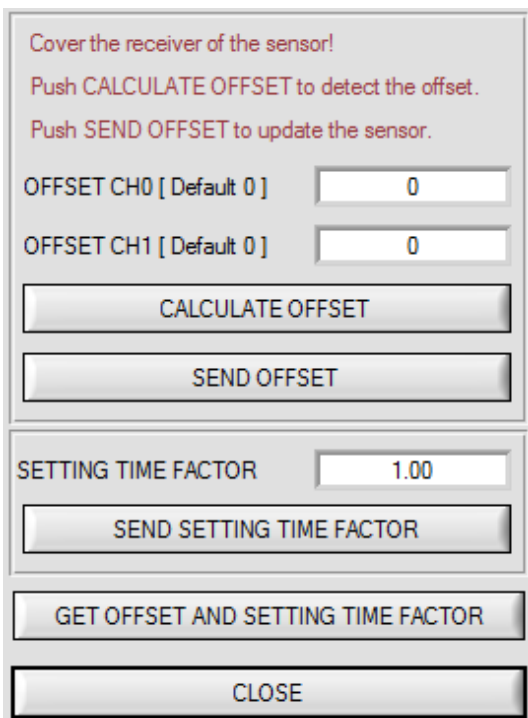 Cover the receiver of the sensor!
Push CALCULATE OFFSET to detect the offset.
Push SEND OFFSET to update the sensor.
OFFSET CH0 [ Default 0 ] 0
OFFSET CH1 [ Default 0 ] 0
CALCULATE OFFSET
SEND OFFSET
SETTING TIME FACTOR 1.00
SEND SETTING TIME FACTOR
GET OFFSET AND SETTING TIME FACTOR
CLOSE